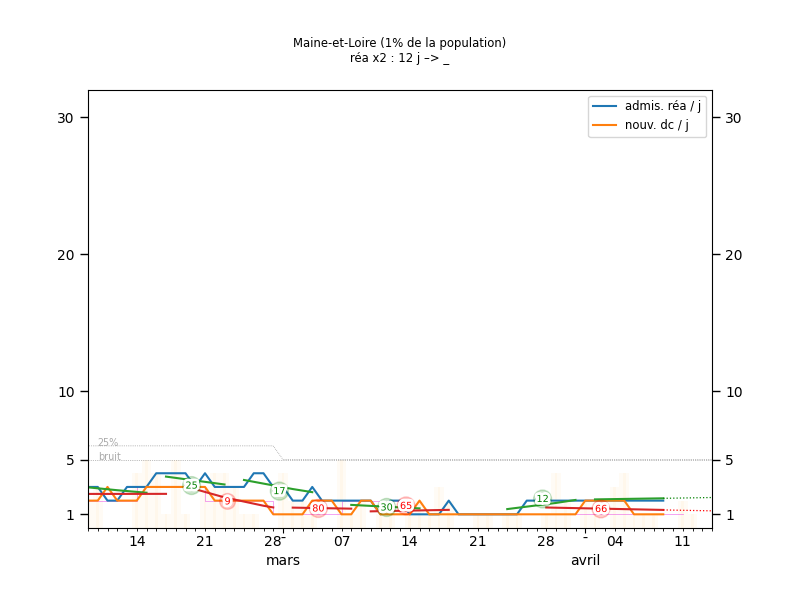 Maine-et-Loire (1% de la population)
réa x2 : 12 j –> _
admis. réa / j
nouv. dc / j
30 30
20 20
10 10
5 5
1 1
25%
bruit
25
9
17
80
30
65
12
66
14 21 28 07 14 21 28 04 11
mars avril